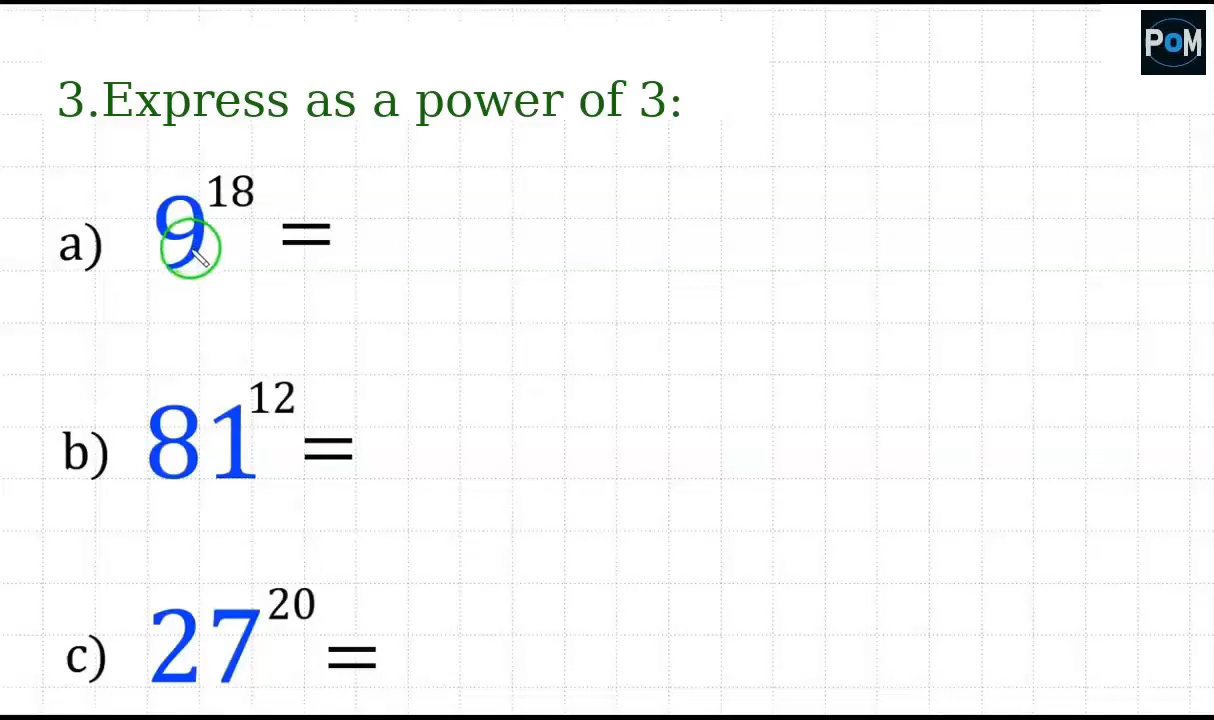 PoM
3.Express as a power of 3:
a) 9^18 =
b) 81^12 =
c) 27^20 =